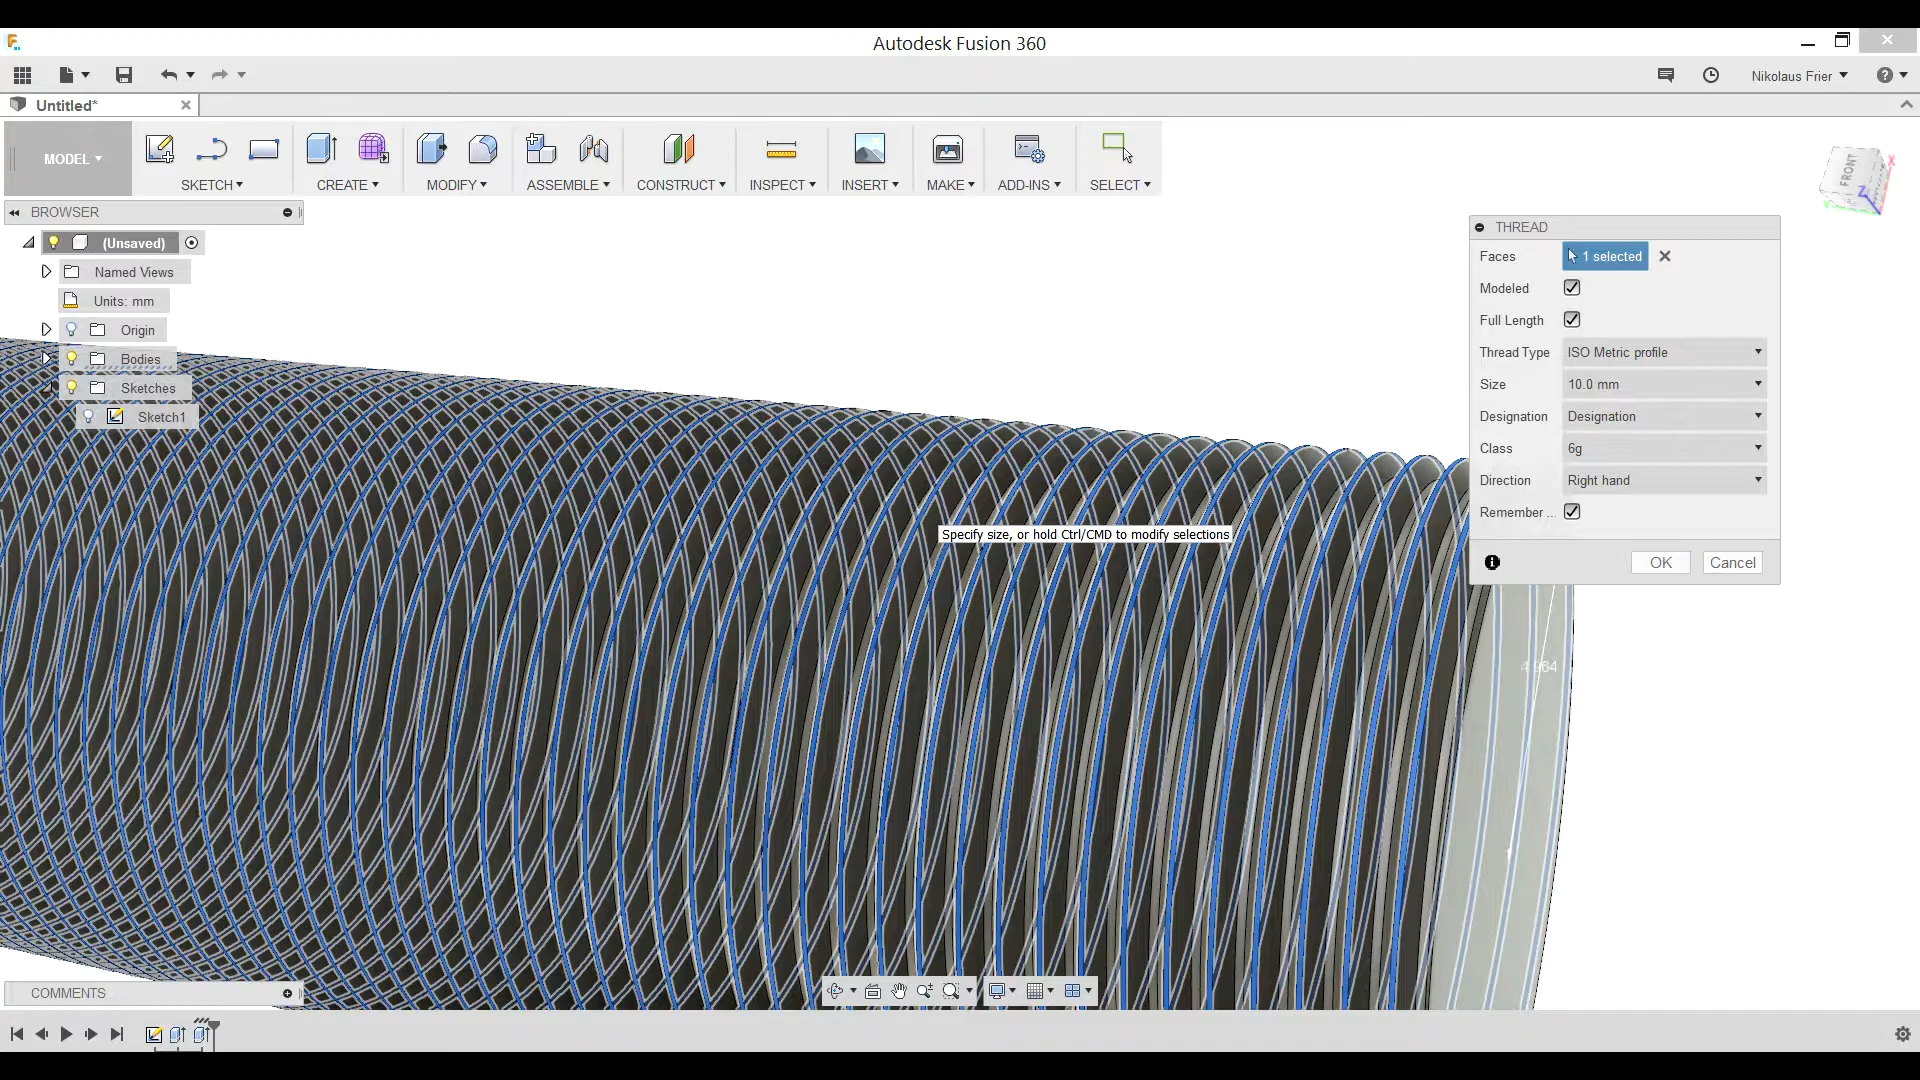 Autodesk Fusion 360
Nikolaus Frier
Untitled*
MODEL
SKETCH
CREATE
MODIFY
ASSEMBLE
CONSTRUCT
INSPECT
INSERT
MAKE
ADD-INS
SELECT
BROWSER
(Unsaved)
Named Views
Units: mm
Origin
Bodies
Sketches
Sketch1
FRONT
X
Z
THREAD
Faces 1 selected
Modeled
Full Length
Thread Type ISO Metric profile
Size 10.0 mm
Designation Designation
Class 6g
Direction Right hand
Remember ...
OK Cancel
Specify size, or hold Ctrl/CMD to modify selections
COMMENTS